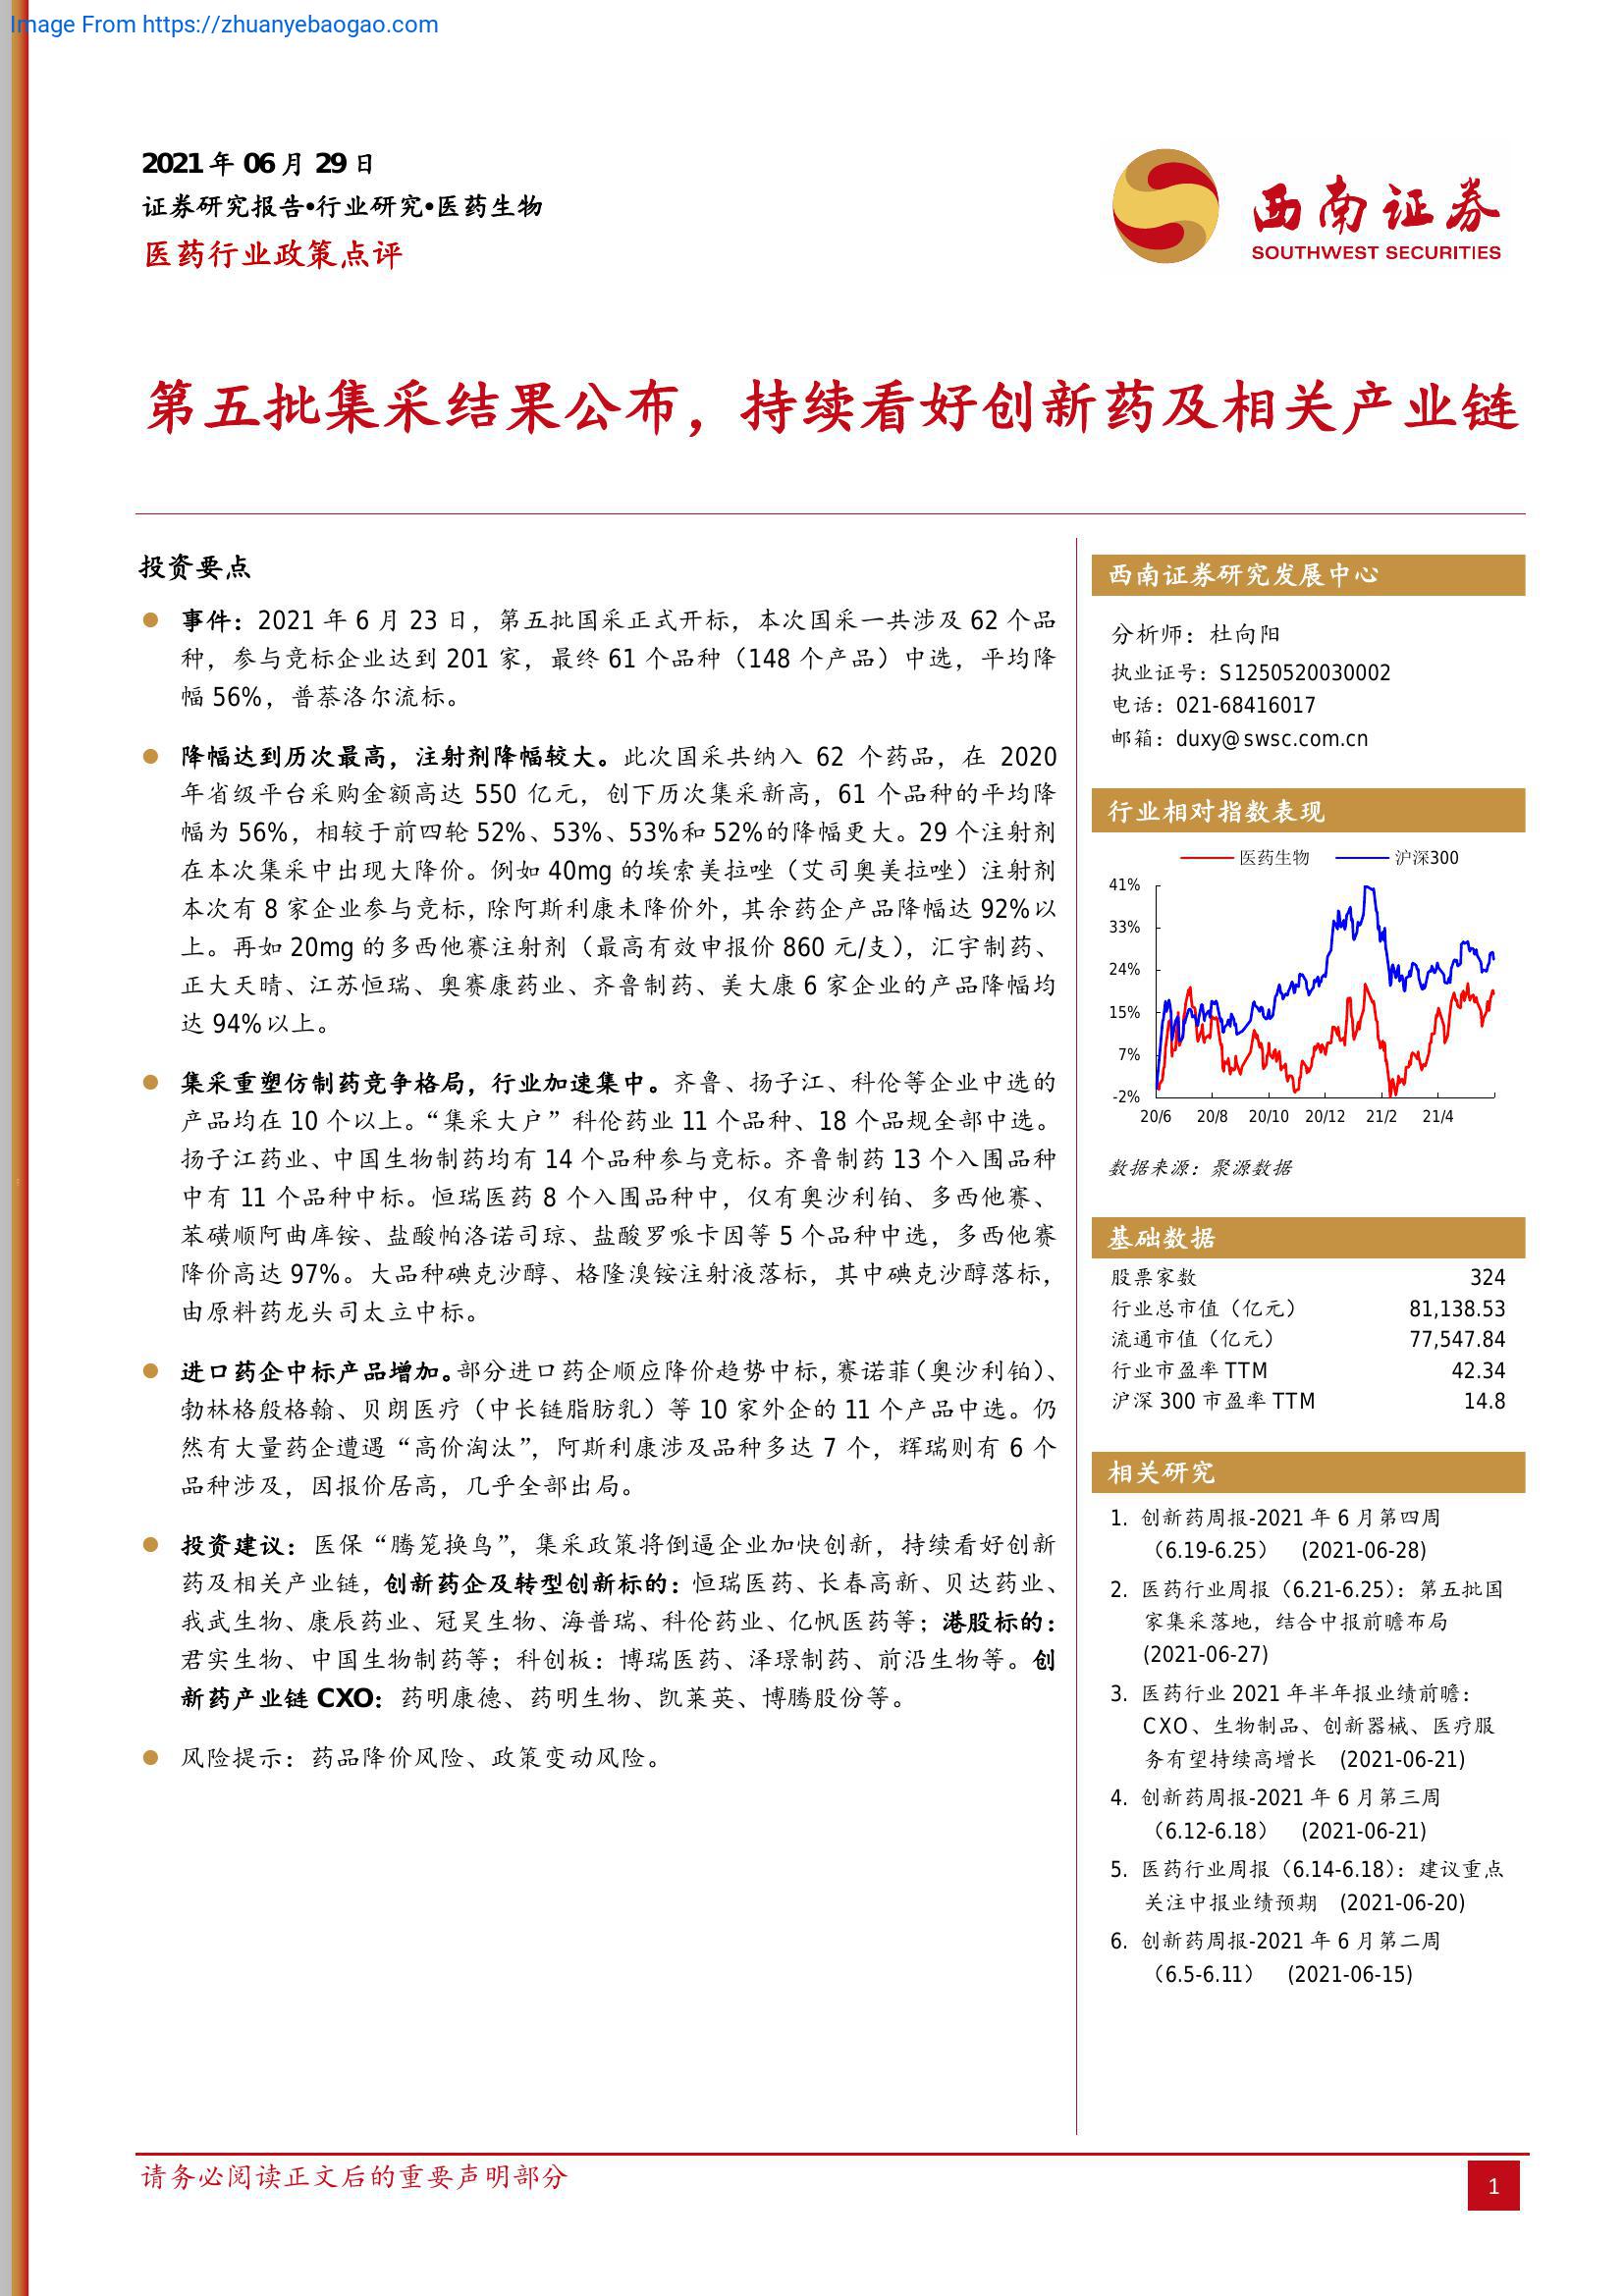 Image From https://zhuanyebaogao.com
2021 年 06 月 29 日
证券研究报告•行业研究•医药生物
医药行业政策点评
西南证券
SOUTHWEST SECURITIES
第五批集采结果公布，持续看好创新药及相关产业链
投资要点
事件：2021 年 6 月 23 日，第五批国采正式开标，本次国采一共涉及 62 个品
种，参与竞标企业达到 201 家，最终 61 个品种（148 个产品）中选，平均降
幅 56%，普萘洛尔流标。
降幅达到历次最高，注射剂降幅较大。此次国采共纳入 62 个药品，在 2020
年省级平台采购金额高达 550 亿元，创下历次集采新高，61 个品种的平均降
幅为 56%，相较于前四轮 52%、53%、53%和 52%的降幅更大。29 个注射剂
在本次集采中出现大降价。例如 40mg 的埃索美拉唑（艾司奥美拉唑）注射剂
本次有 8 家企业参与竞标，除阿斯利康未降价外，其余药企产品降幅达 92%以
上。再如 20mg 的多西他赛注射剂（最高有效申报价 860 元/支），汇宇制药、
正大天晴、江苏恒瑞、奥赛康药业、齐鲁制药、美大康 6 家企业的产品降幅均
达 94%以上。
集采重塑仿制药竞争格局，行业加速集中。齐鲁、扬子江、科伦等企业中选的
产品均在 10 个以上。“集采大户”科伦药业 11 个品种、18 个品规全部中选。
扬子江药业、中国生物制药均有 14 个品种参与竞标。齐鲁制药 13 个入围品种
中有 11 个品种中标。恒瑞医药 8 个入围品种中，仅有奥沙利铂、多西他赛、
苯磺顺阿曲库铵、盐酸帕洛诺司琼、盐酸罗哌卡因等 5 个品种中选，多西他赛
降价高达 97%。大品种碘克沙醇、格隆溴铵注射液落标，其中碘克沙醇落标，
由原料药龙头司太立中标。
进口药企中标产品增加。部分进口药企顺应降价趋势中标，赛诺菲（奥沙利铂）、
勃林格殷格翰、贝朗医疗（中长链脂肪乳）等 10 家外企的 11 个产品中选。仍
然有大量药企遭遇“高价淘汰”，阿斯利康涉及品种多达 7 个，辉瑞则有 6 个
品种涉及，因报价居高，几乎全部出局。
投资建议：医保“腾笼换鸟”，集采政策将倒逼企业加快创新，持续看好创新
药及相关产业链，创新药企及转型创新标的：恒瑞医药、长春高新、贝达药业、
我武生物、康辰药业、冠昊生物、海普瑞、科伦药业、亿帆医药等；港股标的：
君实生物、中国生物制药等；科创板：博瑞医药、泽璟制药、前沿生物等。创
新药产业链 CXO：药明康德、药明生物、凯莱英、博腾股份等。
风险提示：药品降价风险、政策变动风险。
西南证券研究发展中心
分析师：杜向阳
执业证号：S1250520030002
电话：021-68416017
邮箱：duxy@swsc.com.cn
行业相对指数表现
医药生物 沪深300
41%
33%
24%
15%
7%
-2%
20/6 20/8 20/10 20/12 21/2 21/4
数据来源：聚源数据
基础数据
股票家数 324
行业总市值（亿元） 81,138.53
流通市值（亿元） 77,547.84
行业市盈率 TTM 42.34
沪深 300 市盈率 TTM 14.8
相关研究
1. 创新药周报-2021 年 6 月第四周
（6.19-6.25） (2021-06-28)
2. 医药行业周报（6.21-6.25）：第五批国
家集采落地，结合中报前瞻布局
(2021-06-27)
3. 医药行业 2021 年半年报业绩前瞻：
CXO、生物制品、创新器械、医疗服
务有望持续高增长 (2021-06-21)
4. 创新药周报-2021 年 6 月第三周
（6.12-6.18） (2021-06-21)
5. 医药行业周报（6.14-6.18）：建议重点
关注中报业绩预期 (2021-06-20)
6. 创新药周报-2021 年 6 月第二周
（6.5-6.11） (2021-06-15)
请务必阅读正文后的重要声明部分
1